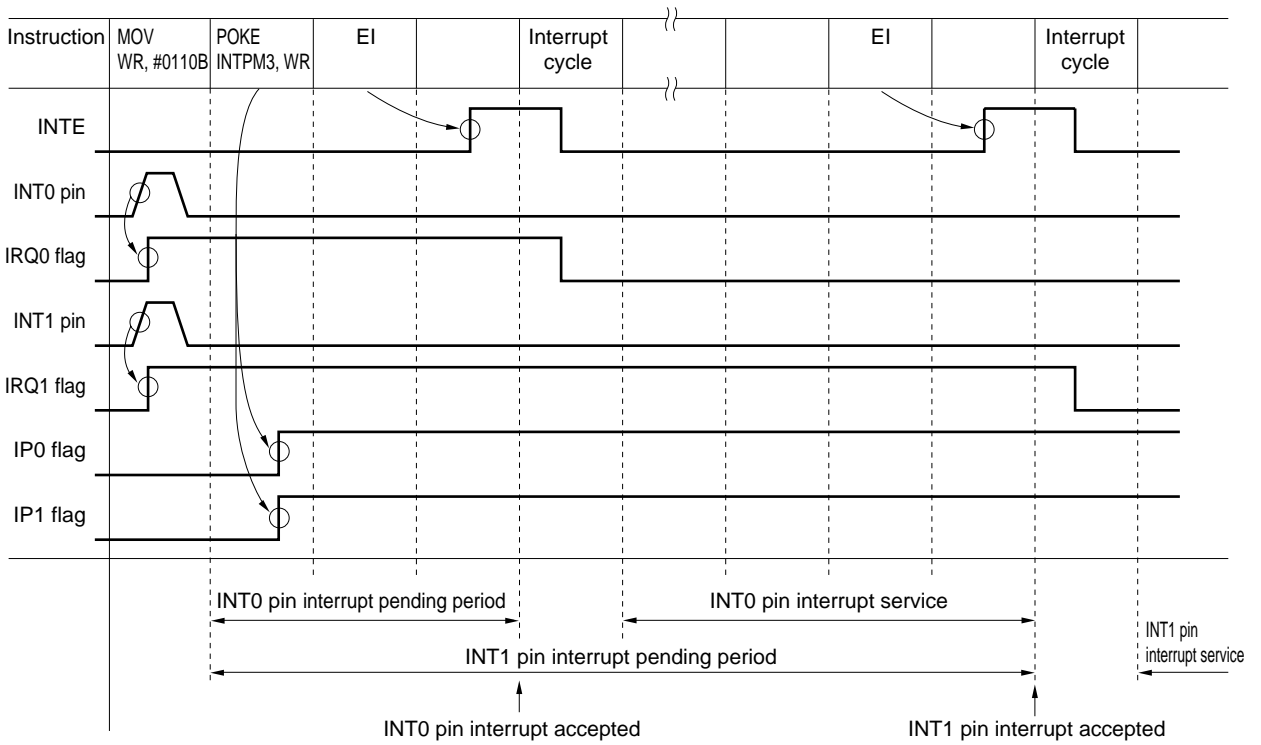 Instruction
MOV
WR, #0110B
POKE
INTPM3, WR
EI
Interrupt
cycle
EI
Interrupt
cycle
INTE
INT0 pin
IRQ0 flag
INT1 pin
IRQ1 flag
IP0 flag
IP1 flag
INT0 pin interrupt pending period
INT0 pin interrupt service
INT1 pin
interrupt service
INT1 pin interrupt pending period
INT0 pin interrupt accepted
INT1 pin interrupt accepted